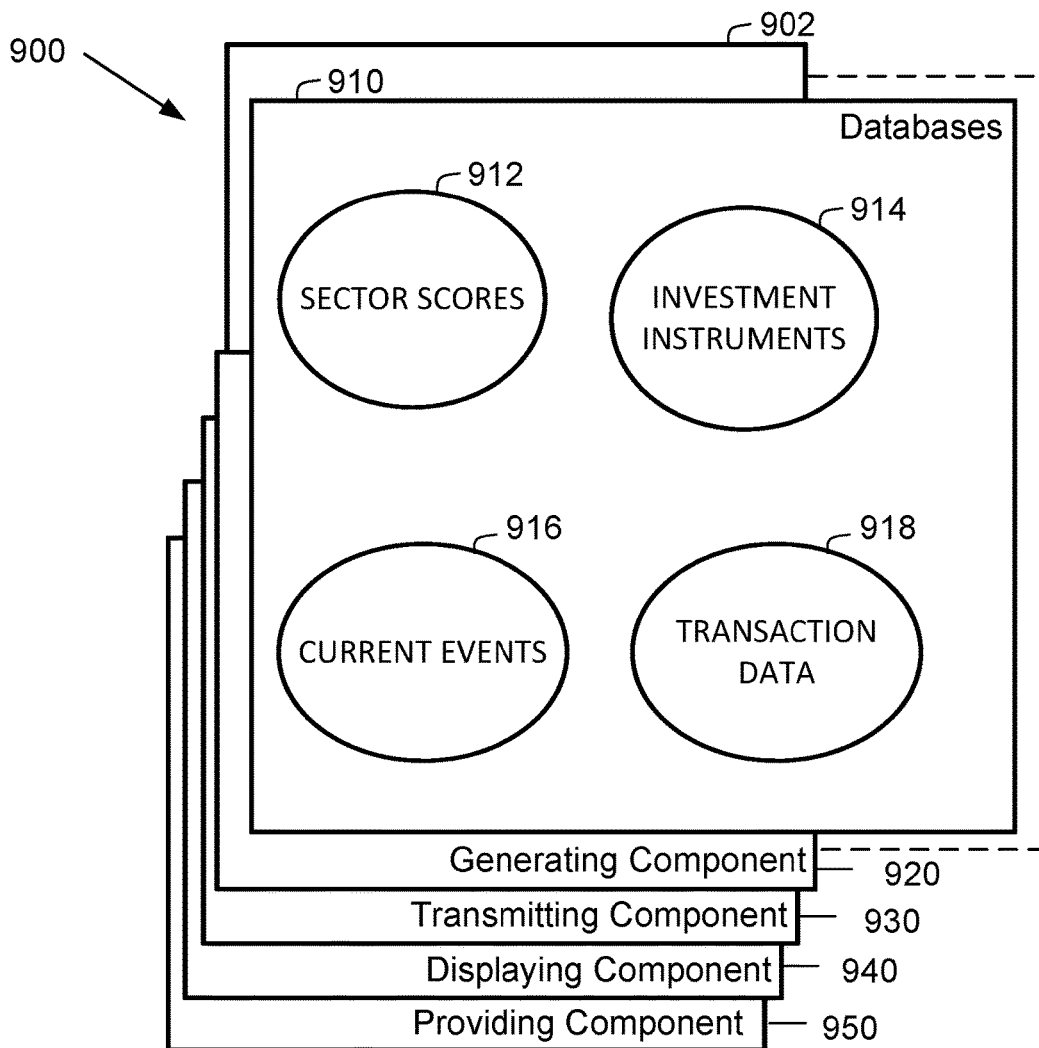 900
902
910
Databases
912
914
SECTOR SCORES
INVESTMENT
INSTRUMENTS
916
918
CURRENT EVENTS
TRANSACTION
DATA
Generating Component
920
Transmitting Component
930
Displaying Component
940
Providing Component
950